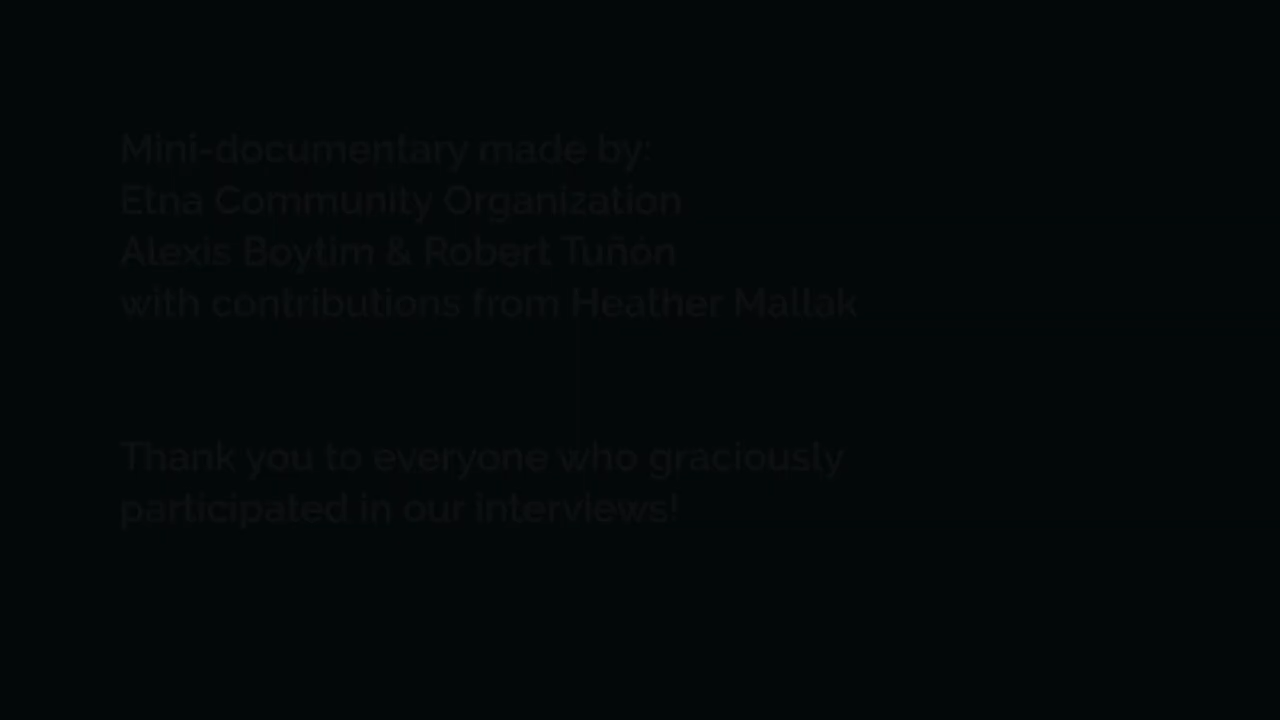 Mini-documentary made by:
Etna Community Organization
Alexis Boytim & Robert Tuñón
with contributions from Heather Mallak
Thank you to everyone who graciously
participated in our interviews!